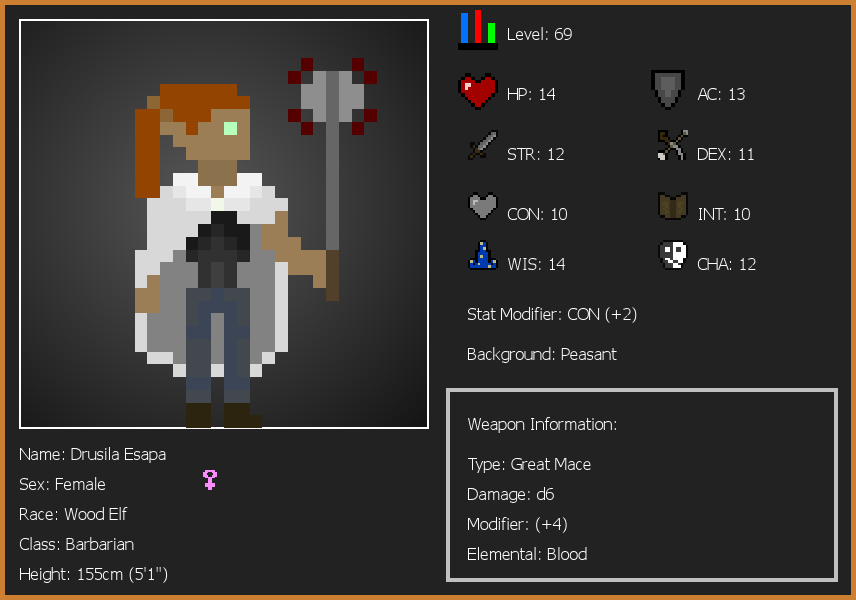 Level: 69
HP: 14
AC: 13
STR: 12
DEX: 11
CON: 10
INT: 10
WIS: 14
CHA: 12
Stat Modifier: CON (+2)
Background: Peasant
Weapon Information:
Type: Great Mace
Damage: d6
Modifier: (+4)
Elemental: Blood
Name: Drusila Esapa
Sex: Female
Race: Wood Elf
Class: Barbarian
Height: 155cm (5'1")